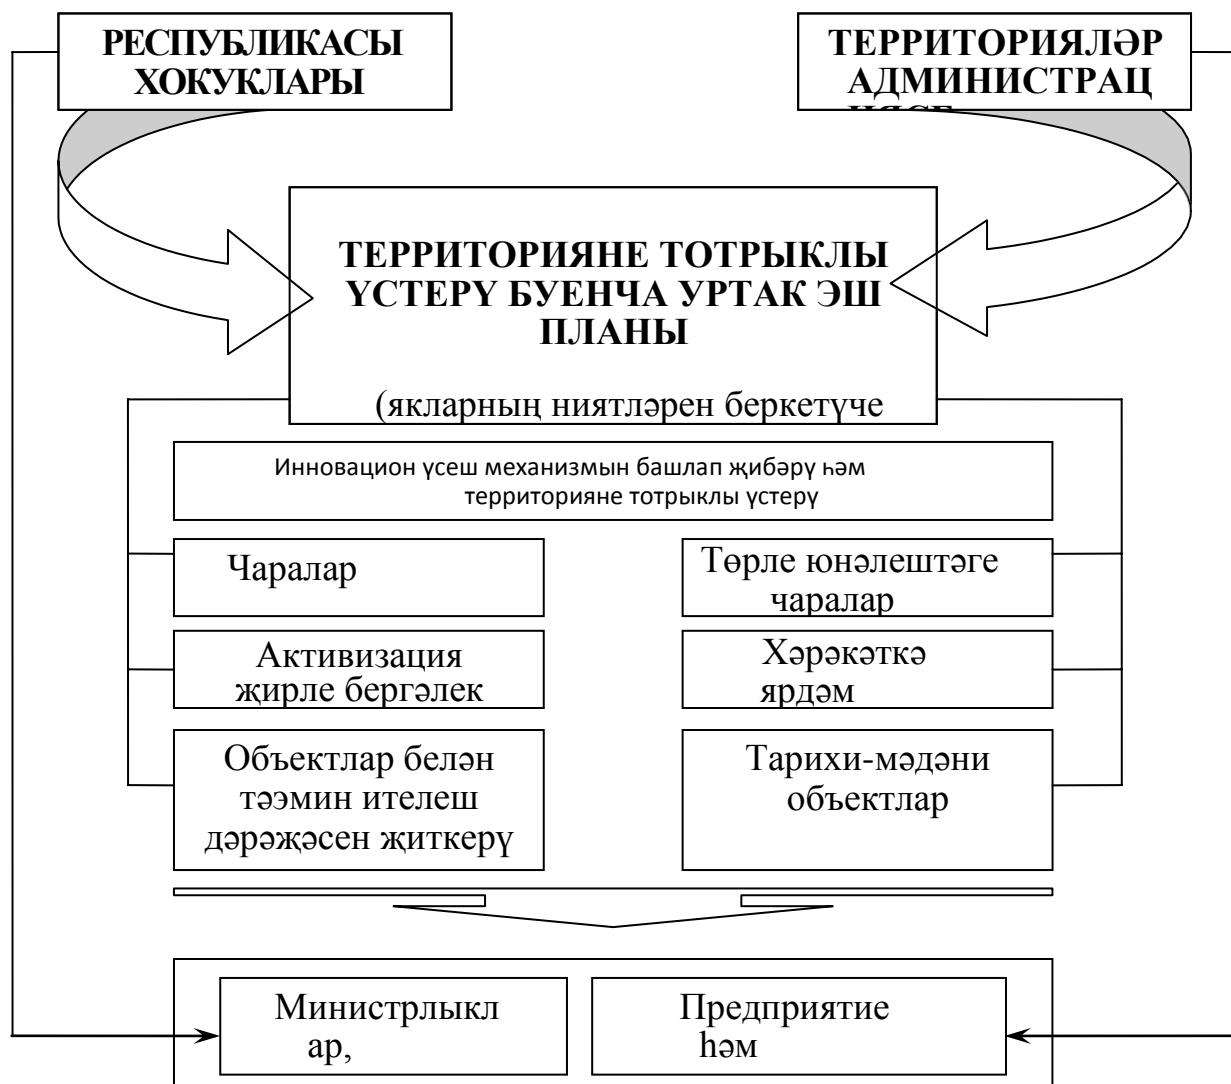 РЕСПУБЛИКАСЫ
ХОКУКЛАРЫ
ТЕРРИТОРИЯЛӘР
АДМИНИСТРАЦ
ТЕРРИТОРИЯНЕ ТОТРЫКЛЫ
ҮСТЕРҮ БУЕНЧА УРТАК ЭШ
ПЛАНЫ
(якларның ниятләрен беркетүче
Инновацион үсеш механизмын башлап җибәрү һәм
территорияне тотрыклы үстерү
Чаралар
Төрле юнәлештәге
чаралар
Активизация
җирле бергәлек
Хәрәкәткә
ярдәм
Объектлар белән
тәэмин ителеш
дәрәҗәсен җиткерү
Тарихи-мәдәни
объектлар
Министрлыкл
ар,
Предприятие
һәм